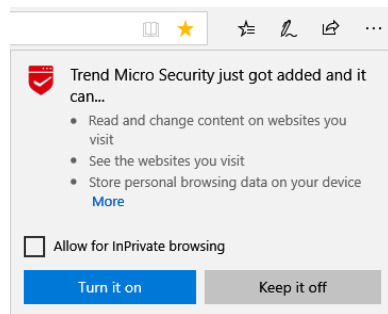 Trend Micro Security just got added and it
can...
• Read and change content on websites you
visit
• See the websites you visit
• Store personal browsing data on your device
More
Allow for InPrivate browsing
Turn it on
Keep it off